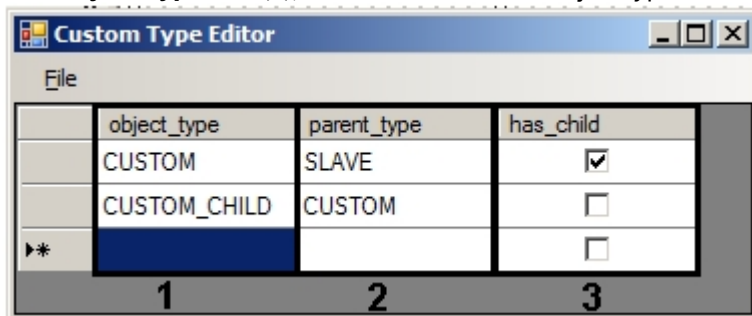 Custom Type Editor
File
object_type parent_type has_child
CUSTOM SLAVE
CUSTOM_CHILD CUSTOM
1 2 3